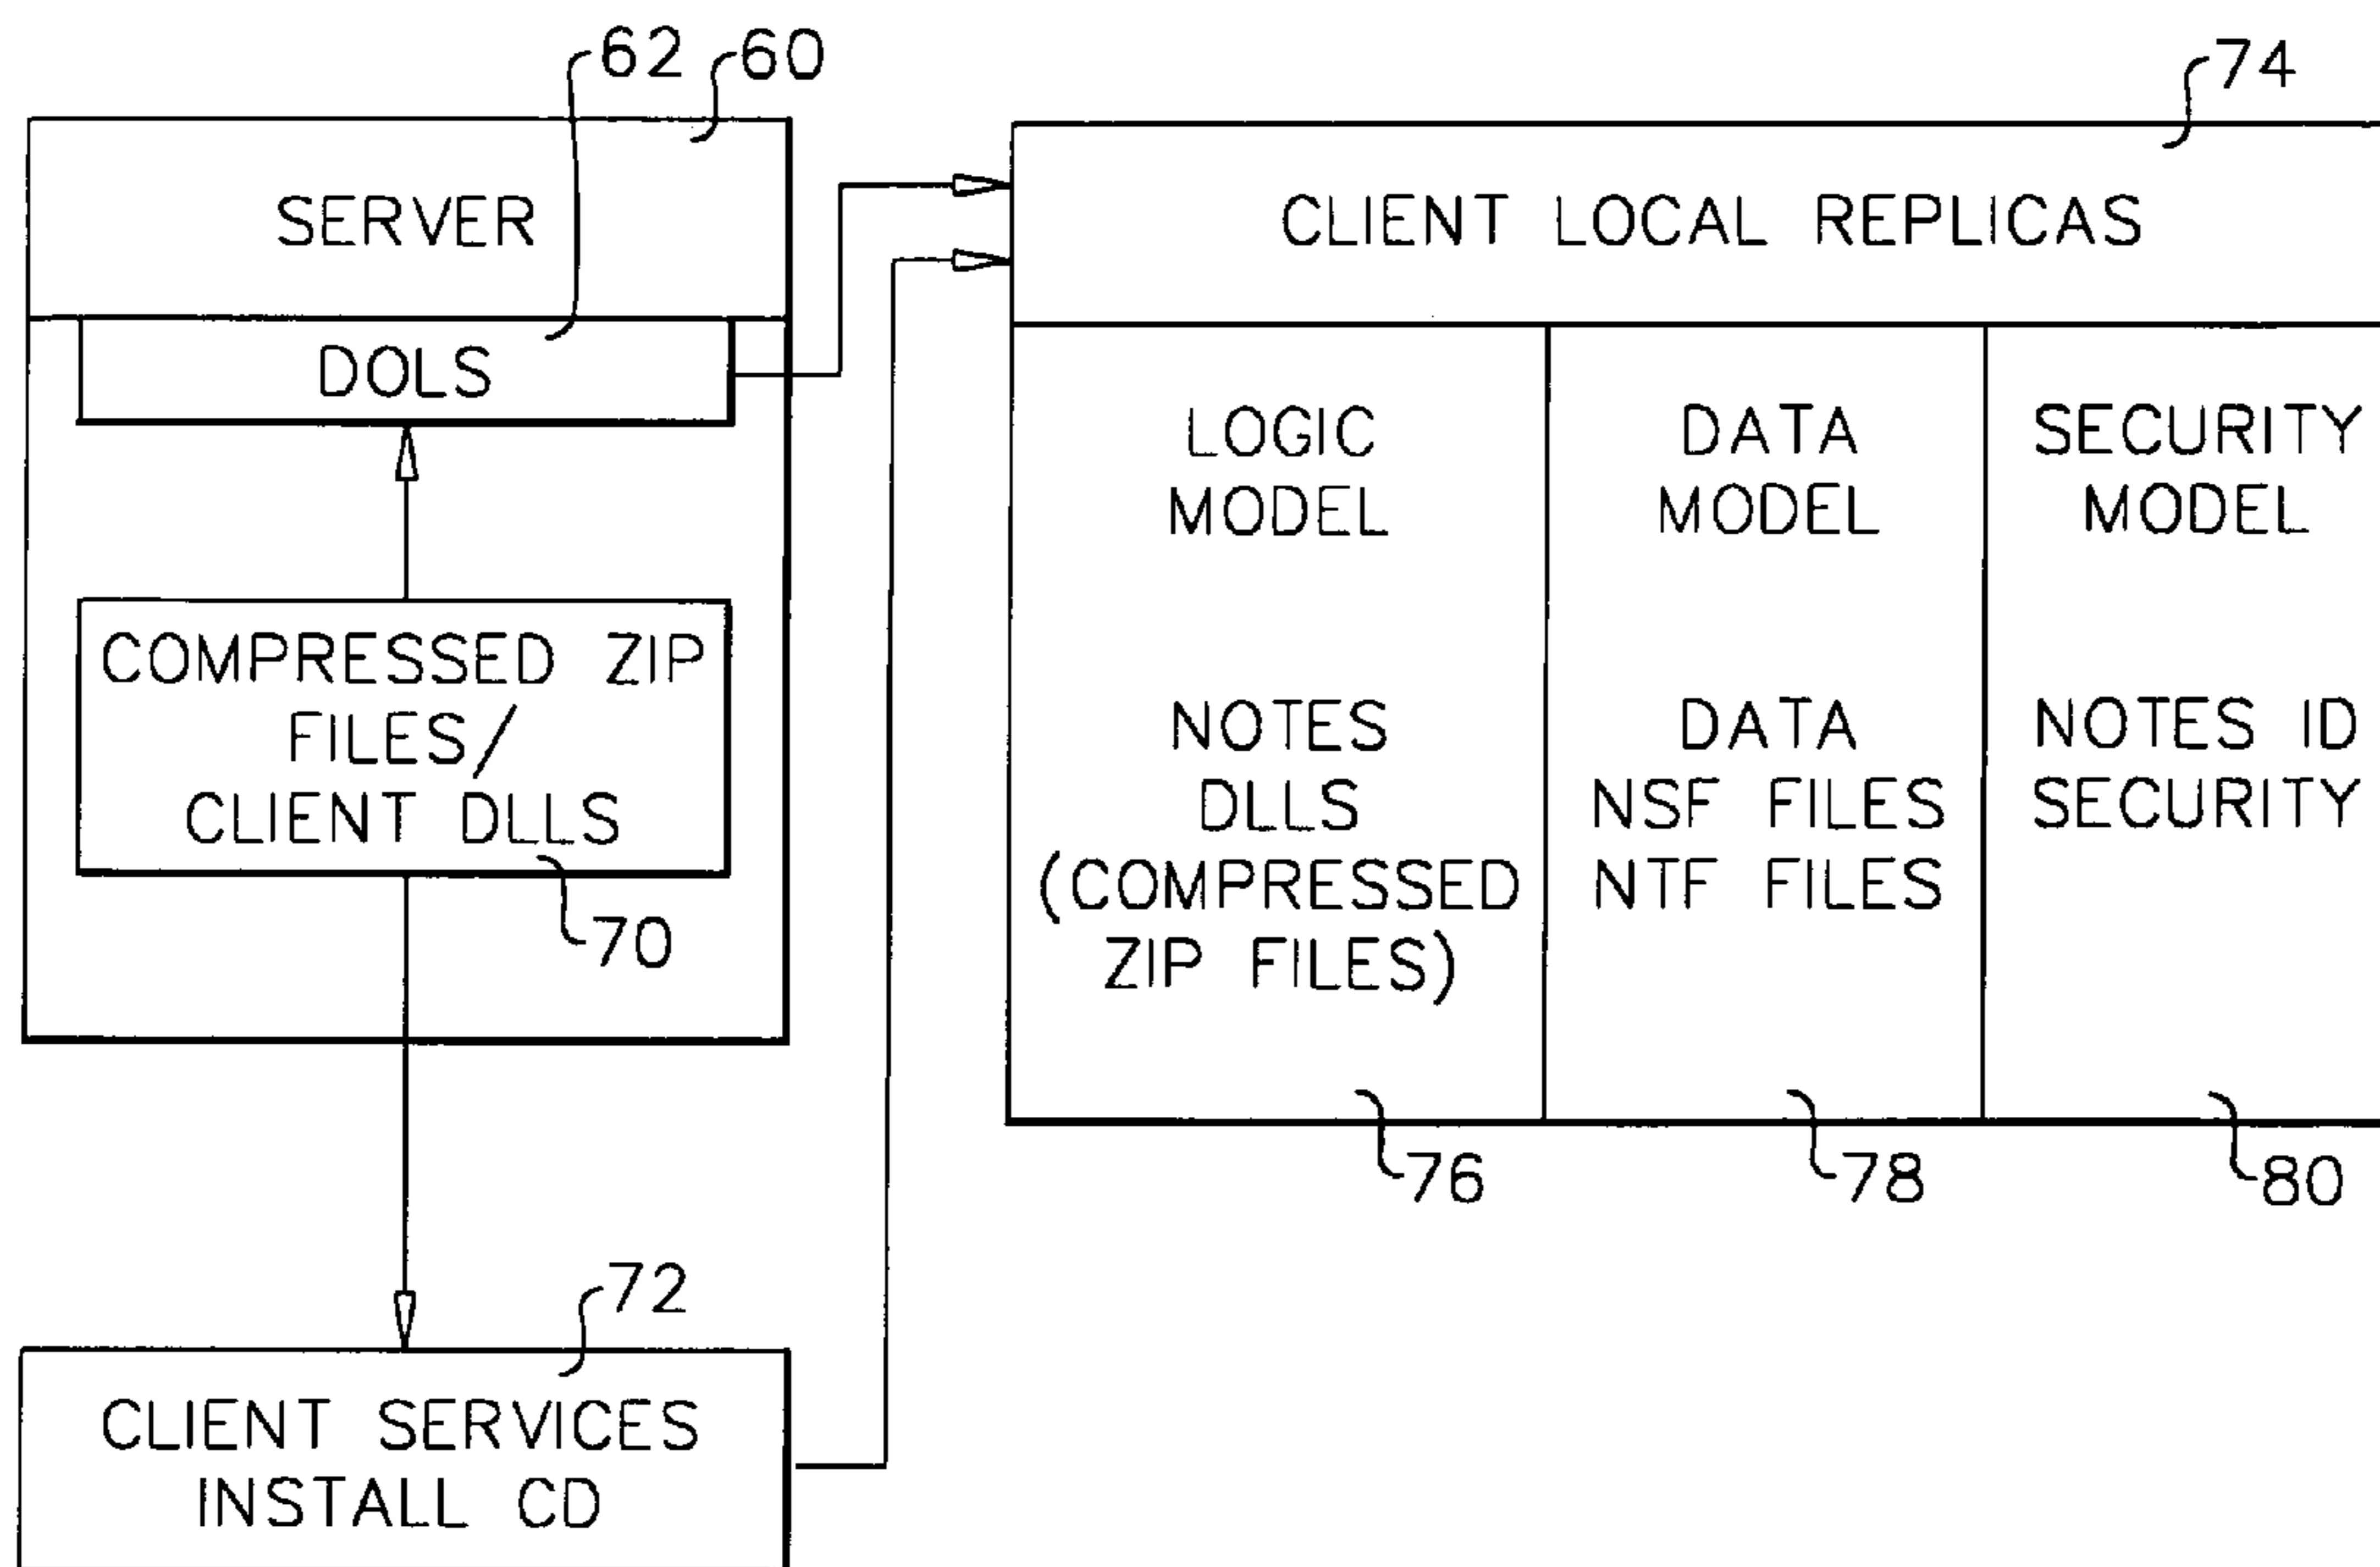 62
60
74
SERVER
CLIENT LOCAL REPLICAS
DOLS
COMPRESSED ZIP
FILES/
CLIENT DLLS
70
LOGIC
MODEL
NOTES
DLLS
(COMPRESSED
ZIP FILES)
76
DATA
MODEL
DATA
NSF FILES
NTF FILES
78
SECURITY
MODEL
NOTES ID
SECURITY
80
72
CLIENT SERVICES
INSTALL CD